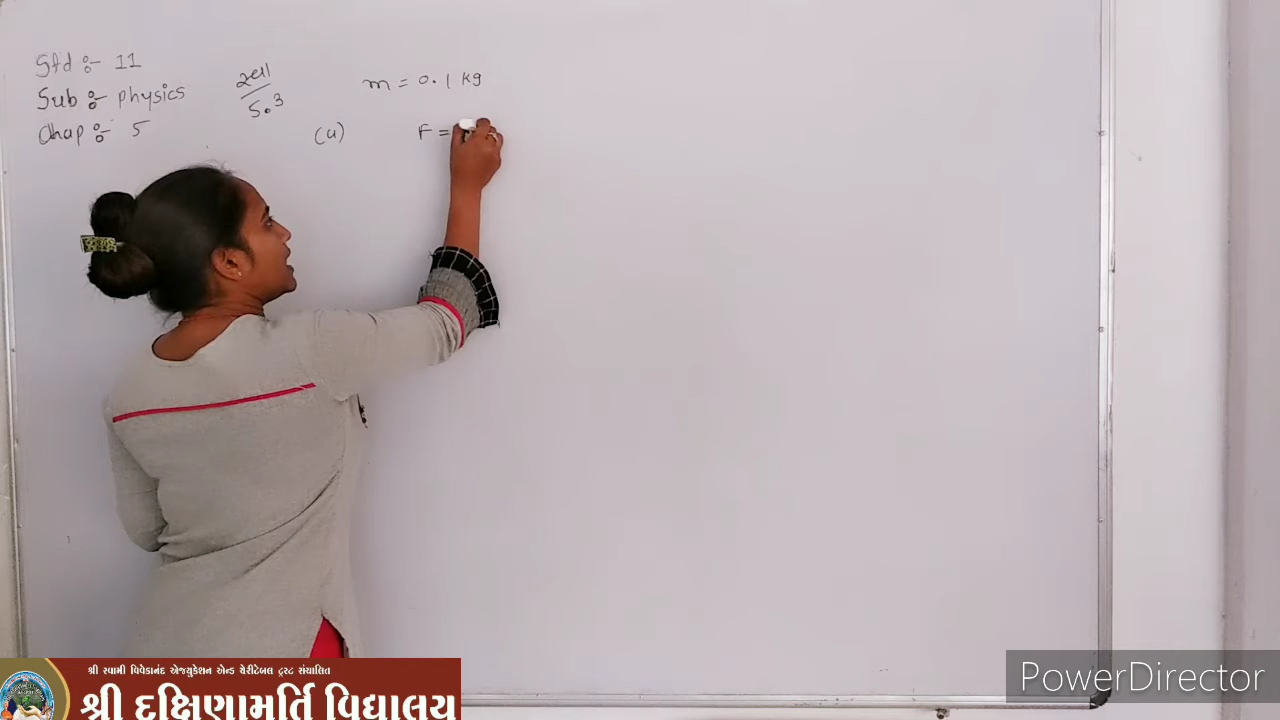 Std :- 11
Sub :- physics
Chap :- 5
5.3
m = 0.1 kg
(a) F =
શ્રી સ્વામી વિવેકાનંદ એજ્યુકેશન એન્ડ ચેરીટેબલ ટ્રસ્ટ સંચાલિત
શ્રી દક્ષિણામૂર્તિ વિદ્યાલય
PowerDirector